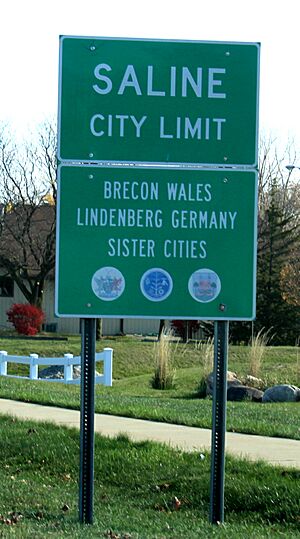 SALINE
CITY LIMIT
BRECON WALES
LINDENBERG GERMANY
SISTER CITIES